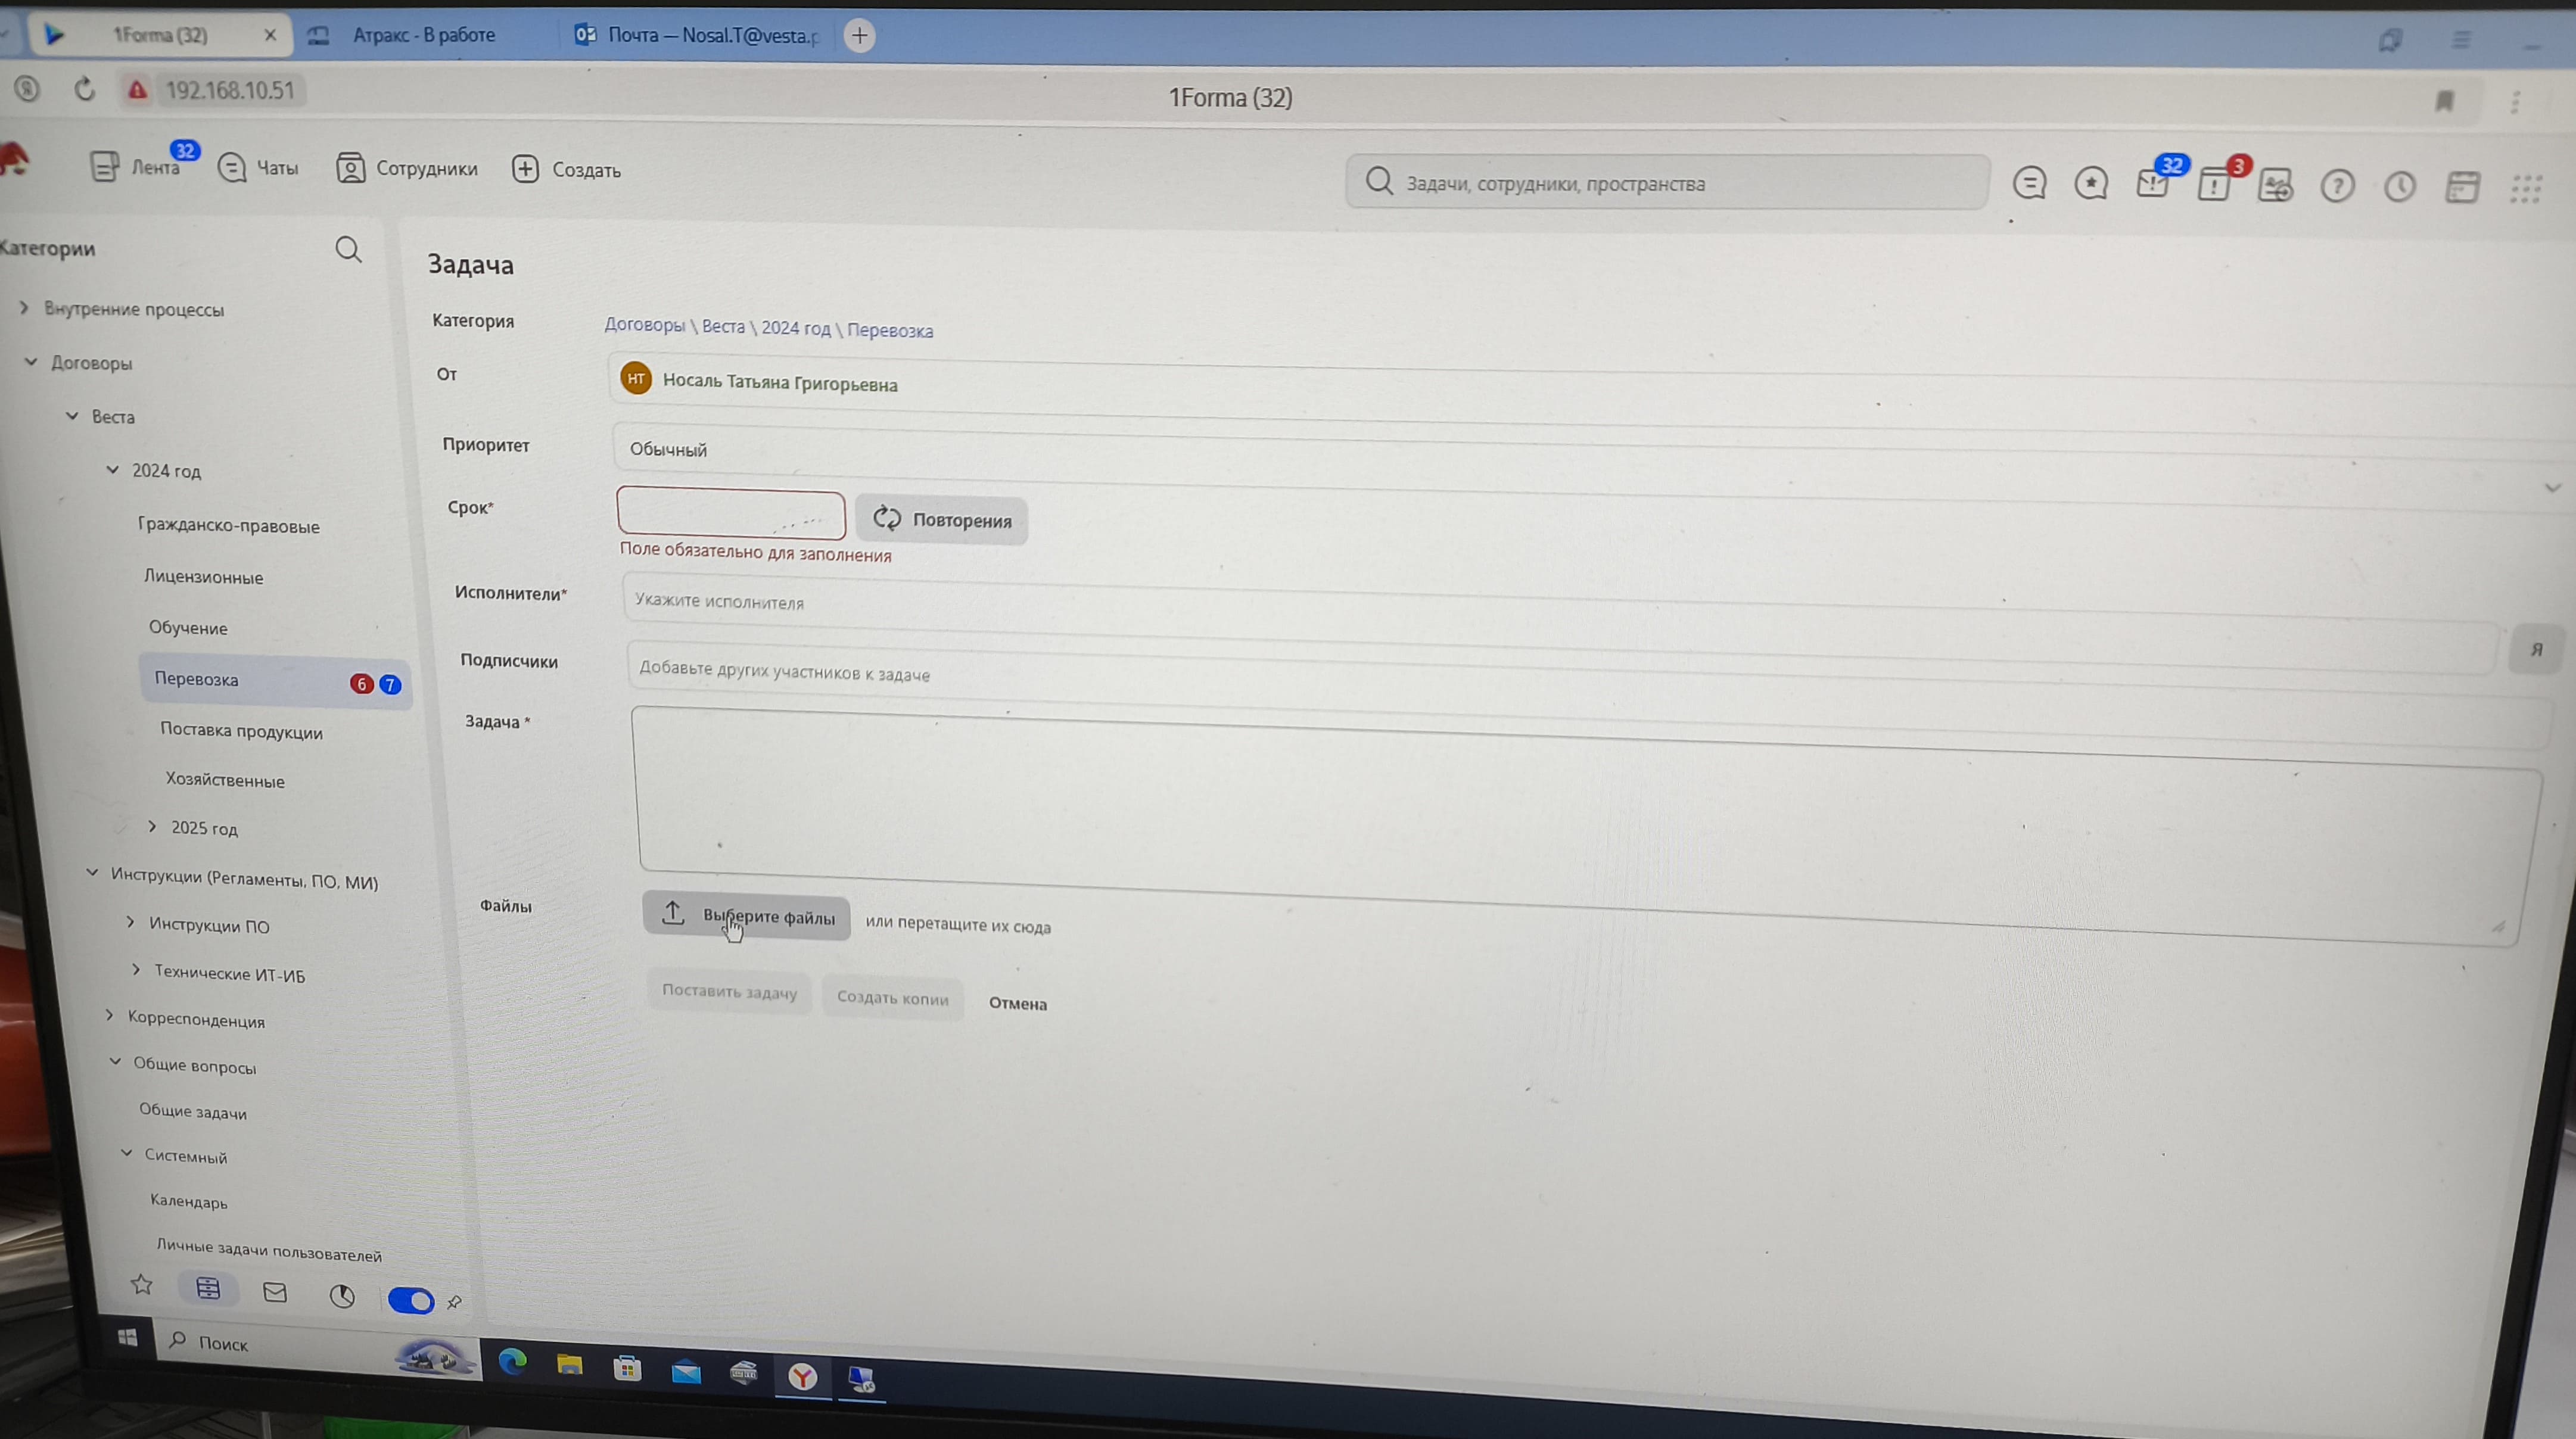 1Forma (32)
Атракс - В работе
Почта — Nosal.T@vesta.
192.168.10.51
1Forma (32)
Лента
32
Чаты
Сотрудники
Создать
Задачи, сотрудники, пространства
32
3
Категории
Внутренние процессы
Договоры
Веста
2024 год
Гражданско-правовые
Лицензионные
Обучение
Перевозка
6 7
Поставка продукции
Хозяйственные
2025 год
Инструкции (Регламенты, ПО, МИ)
Инструкции ПО
Технические ИТ-ИБ
Корреспонденция
Общие вопросы
Общие задачи
Системный
Календарь
Личные задачи пользователей
Задача
Категория
Договоры \ Веста \ 2024 год \ Перевозка
От
НТ
Носаль Татьяна Григорьевна
Приоритет
Обычный
Срок*
Повторения
Поле обязательно для заполнения
Исполнители*
Укажите исполнителя
Я
Подписчики
Добавьте других участников к задаче
Задача *
Файлы
Выберите файлы
или перетащите их сюда
Поставить задачу
Создать копии
Отмена
Поиск